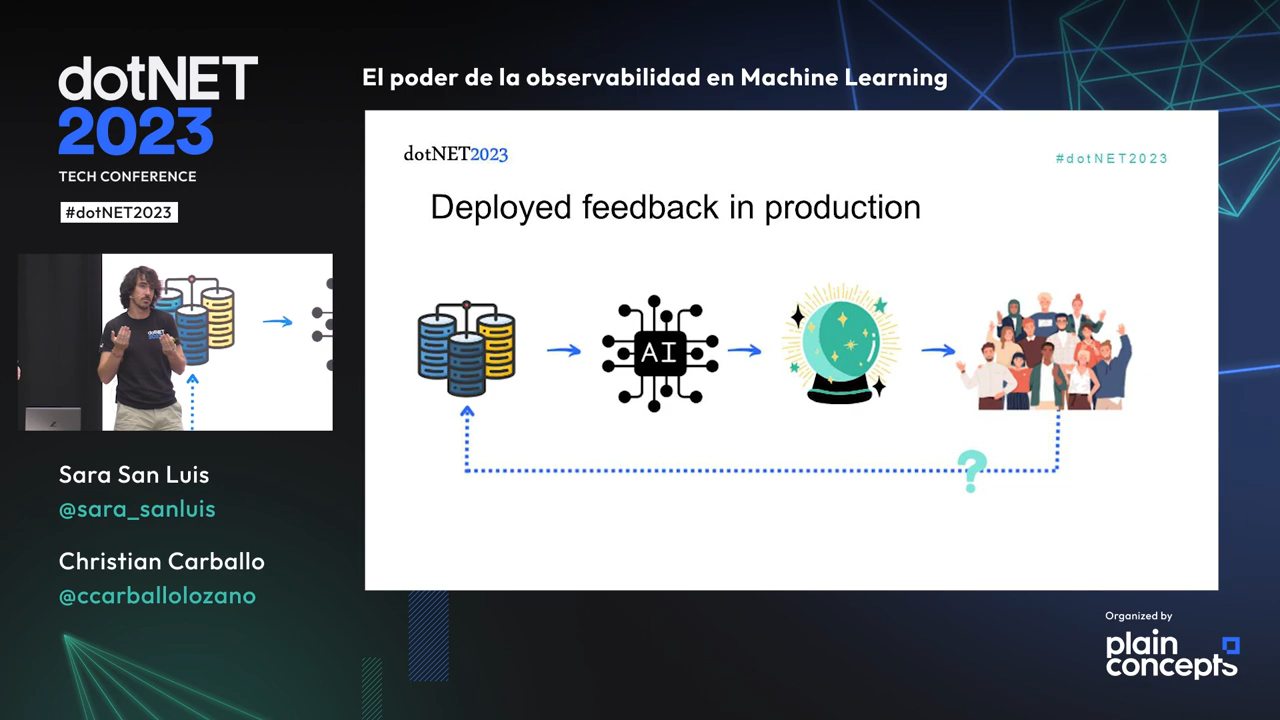 dotNET
2023
TECH CONFERENCE
#dotNET2023
El poder de la observabilidad en Machine Learning
dotNET2023
#dotNET2023
Deployed feedback in production
AI
?
Sara San Luis
@sara_sanluis
Christian Carballo
@ccarballolozano
Organized by
plain
concepts